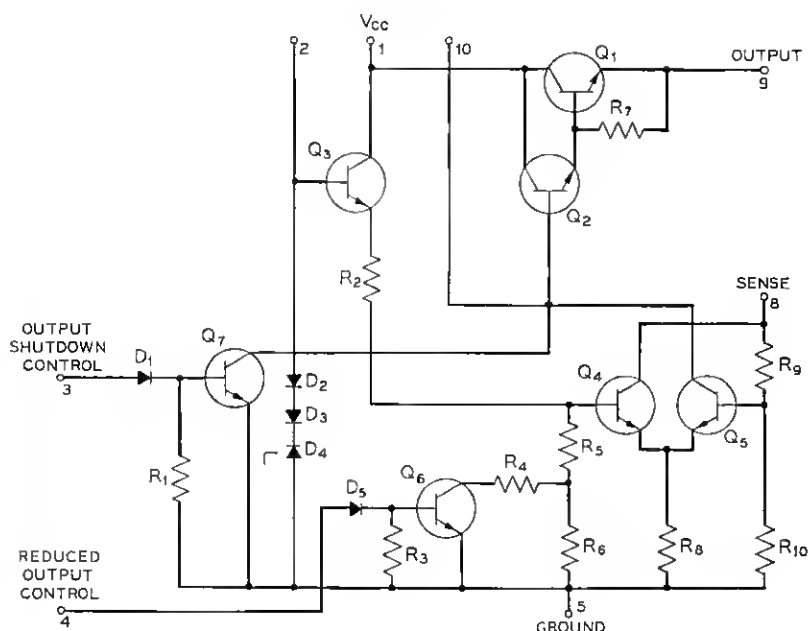 VCC
2
1
10
Q1
OUTPUT
9
R7
Q3
Q2
R2
SENSE
8
OUTPUT
SHUTDOWN
CONTROL
3
D1
Q7
Q4
R9
D2
D3
D4
Q5
R1
D5
Q6
R4
R5
REDUCED
OUTPUT
CONTROL
4
R3
R6
R8
R10
5
GROUND